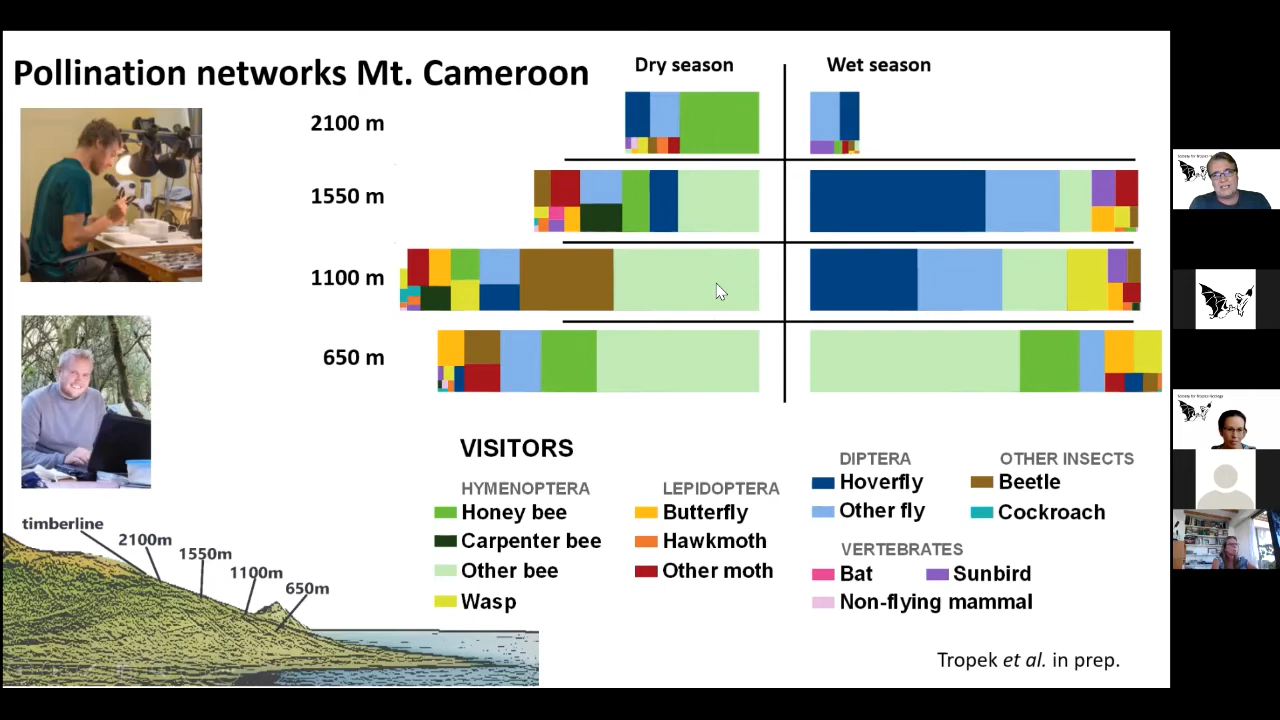 Pollination networks Mt. Cameroon
Dry season
Wet season
2100 m
1550 m
1100 m
650 m
VISITORS
HYMENOPTERA
Honey bee
Carpenter bee
Other bee
Wasp
LEPIDOPTERA
Butterfly
Hawkmoth
Other moth
DIPTERA
Hoverfly
Other fly
OTHER INSECTS
Beetle
Cockroach
VERTEBRATES
Bat
Sunbird
Non-flying mammal
timberline
2100m
1550m
1100m
650m
Tropek et al. in prep.